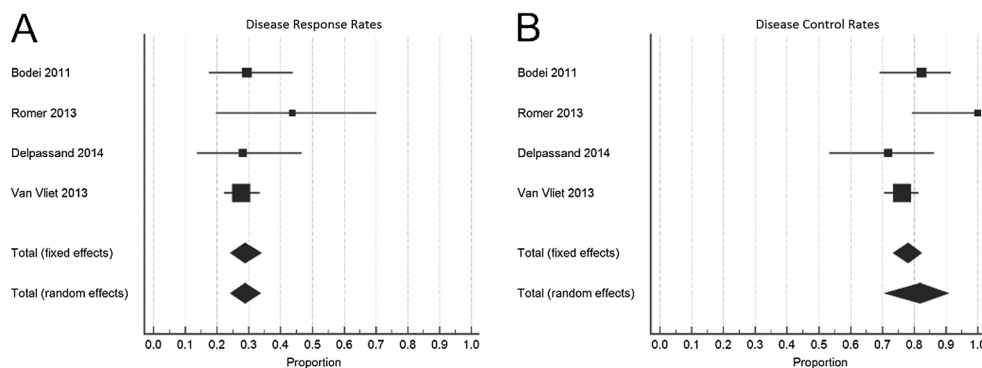 A
Disease Response Rates
Bodei 2011
Romer 2013
Delpassand 2014
Van Vliet 2013
Total (fixed effects)
Total (random effects)
0.0 0.1 0.2 0.3 0.4 0.5 0.6 0.7 0.8 0.9 1.0
Proportion
B
Disease Control Rates
Bodei 2011
Romer 2013
Delpassand 2014
Van Vliet 2013
Total (fixed effects)
Total (random effects)
0.0 0.1 0.2 0.3 0.4 0.5 0.6 0.7 0.8 0.9 1.0
Proportion